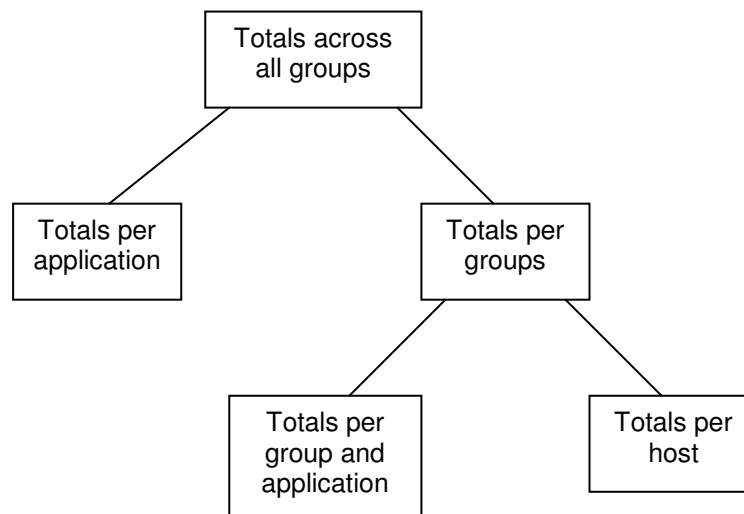 Totals across
all groups
Totals per
application
Totals per
groups
Totals per
group and
application
Totals per
host